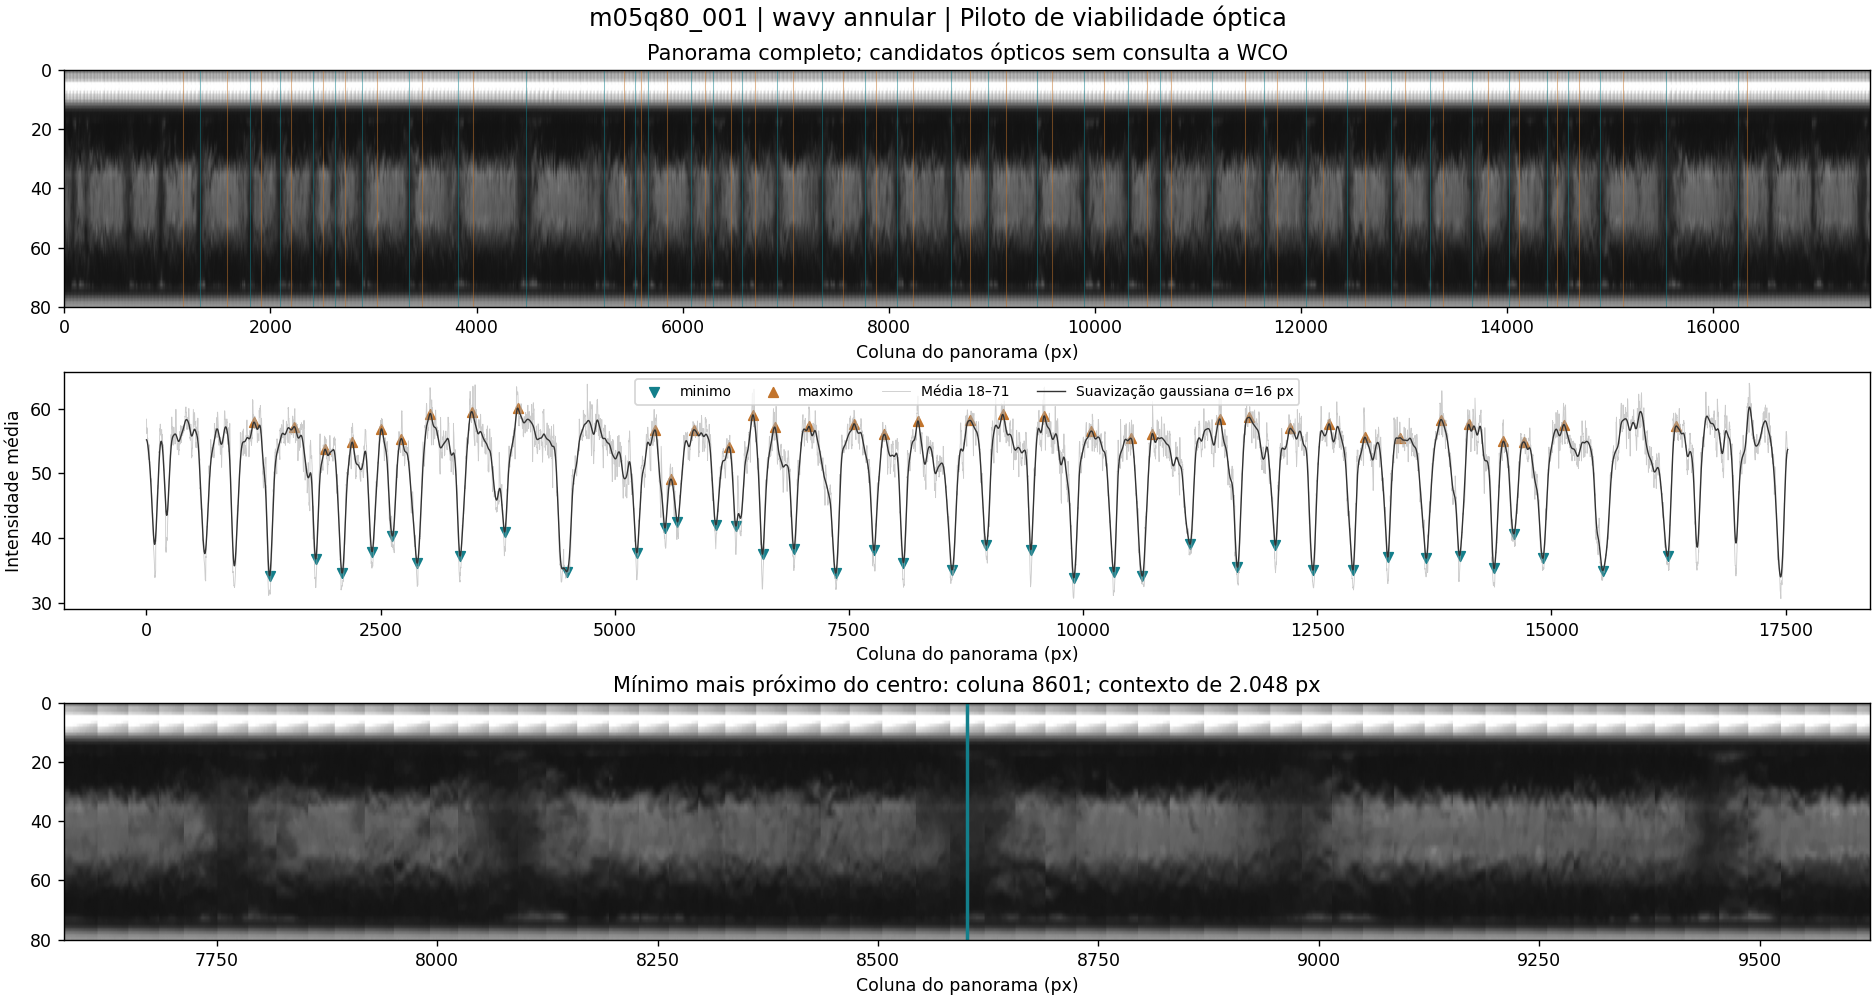 m05q80_001 | wavy annular | Piloto de viabilidade óptica
Panorama completo; candidatos ópticos sem consulta a WCO
0
20
40
60
80
0 2000 4000 6000 8000 10000 12000 14000 16000
Coluna do panorama (px)
minimo maximo Média 18–71 Suavização gaussiana σ=16 px
Intensidade média
60
50
40
30
0 2500 5000 7500 10000 12500 15000 17500
Coluna do panorama (px)
Mínimo mais próximo do centro: coluna 8601; contexto de 2.048 px
0
20
40
60
80
7750 8000 8250 8500 8750 9000 9250 9500
Coluna do panorama (px)